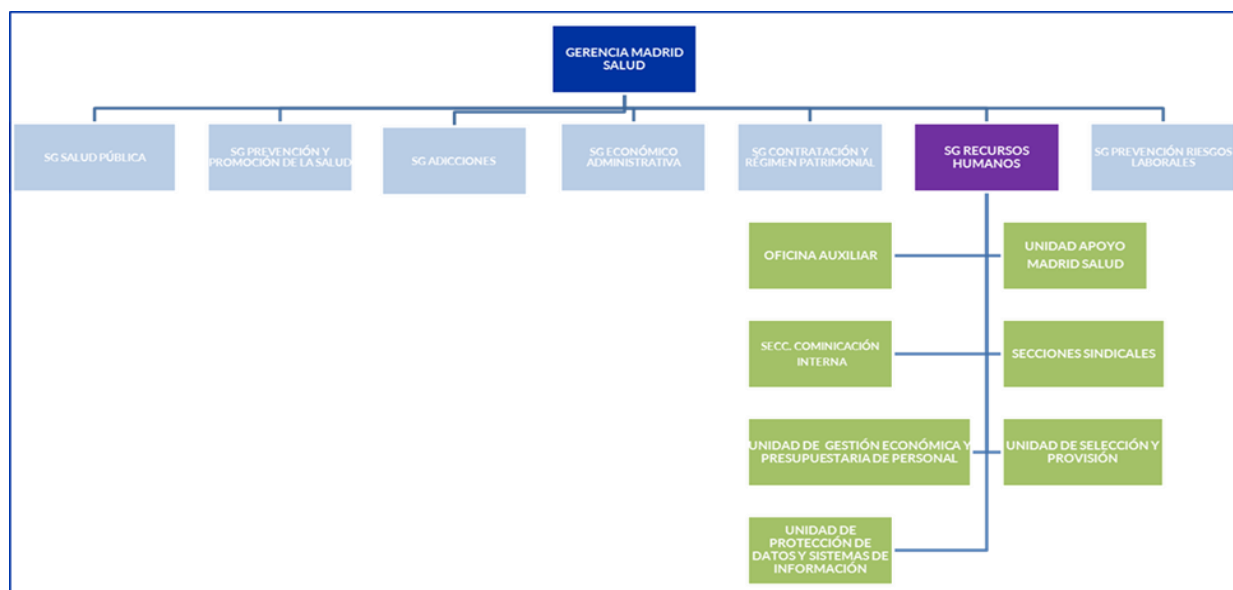 GERENCIA MADRID
SALUD
SG SALUD PÚBLICA
SG PREVENCIÓN Y
PROMOCIÓN DE LA SALUD
SG ADICCIONES
SG ECONÓMICO
ADMINISTRATIVA
SG CONTRATACIÓN Y
RÉGIMEN PATRIMONIAL
SG RECURSOS
HUMANOS
SG PREVENCIÓN RIESGOS
LABORALES
OFICINA AUXILIAR
UNIDAD APOYO
MADRID SALUD
SECC. COMINICACIÓN
INTERNA
SECCIONES SINDICALES
UNIDAD DE GESTIÓN ECONÓMICA Y
PRESUPUESTARIA DE PERSONAL
UNIDAD DE SELECCIÓN Y
PROVISIÓN
UNIDAD DE
PROTECCIÓN DE
DATOS Y SISTEMAS DE
INFORMACIÓN